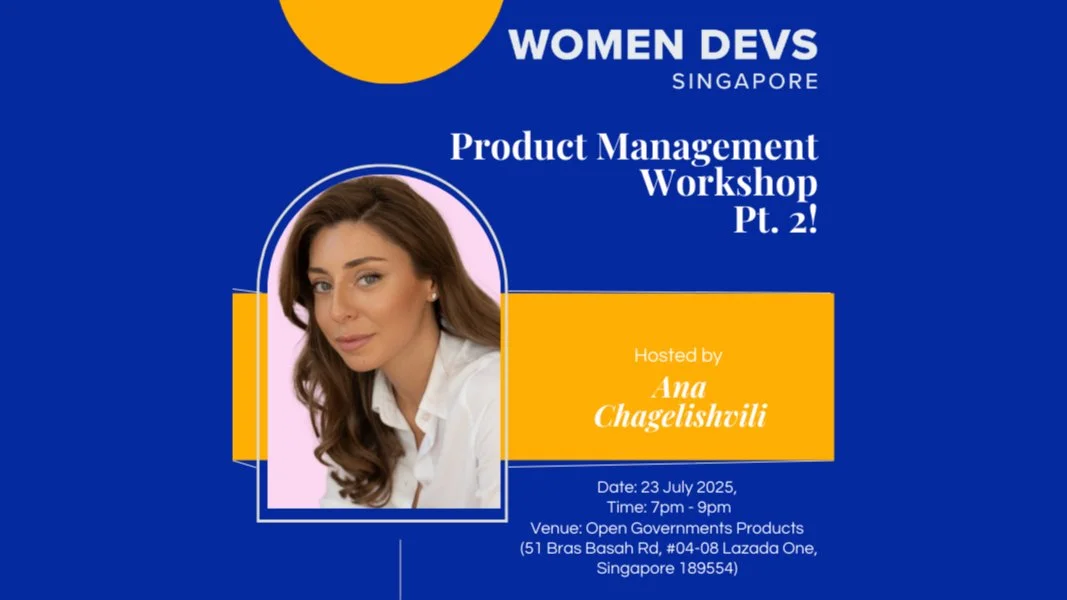 WOMEN DEVS
SINGAPORE
Product Management
Workshop
Pt. 2!
Hosted by
Ana
Chagelishvili
Date: 23 July 2025,
Time: 7pm - 9pm
Venue: Open Governments Products
(51 Bras Basah Rd, #04-08 Lazada One,
Singapore 189554)